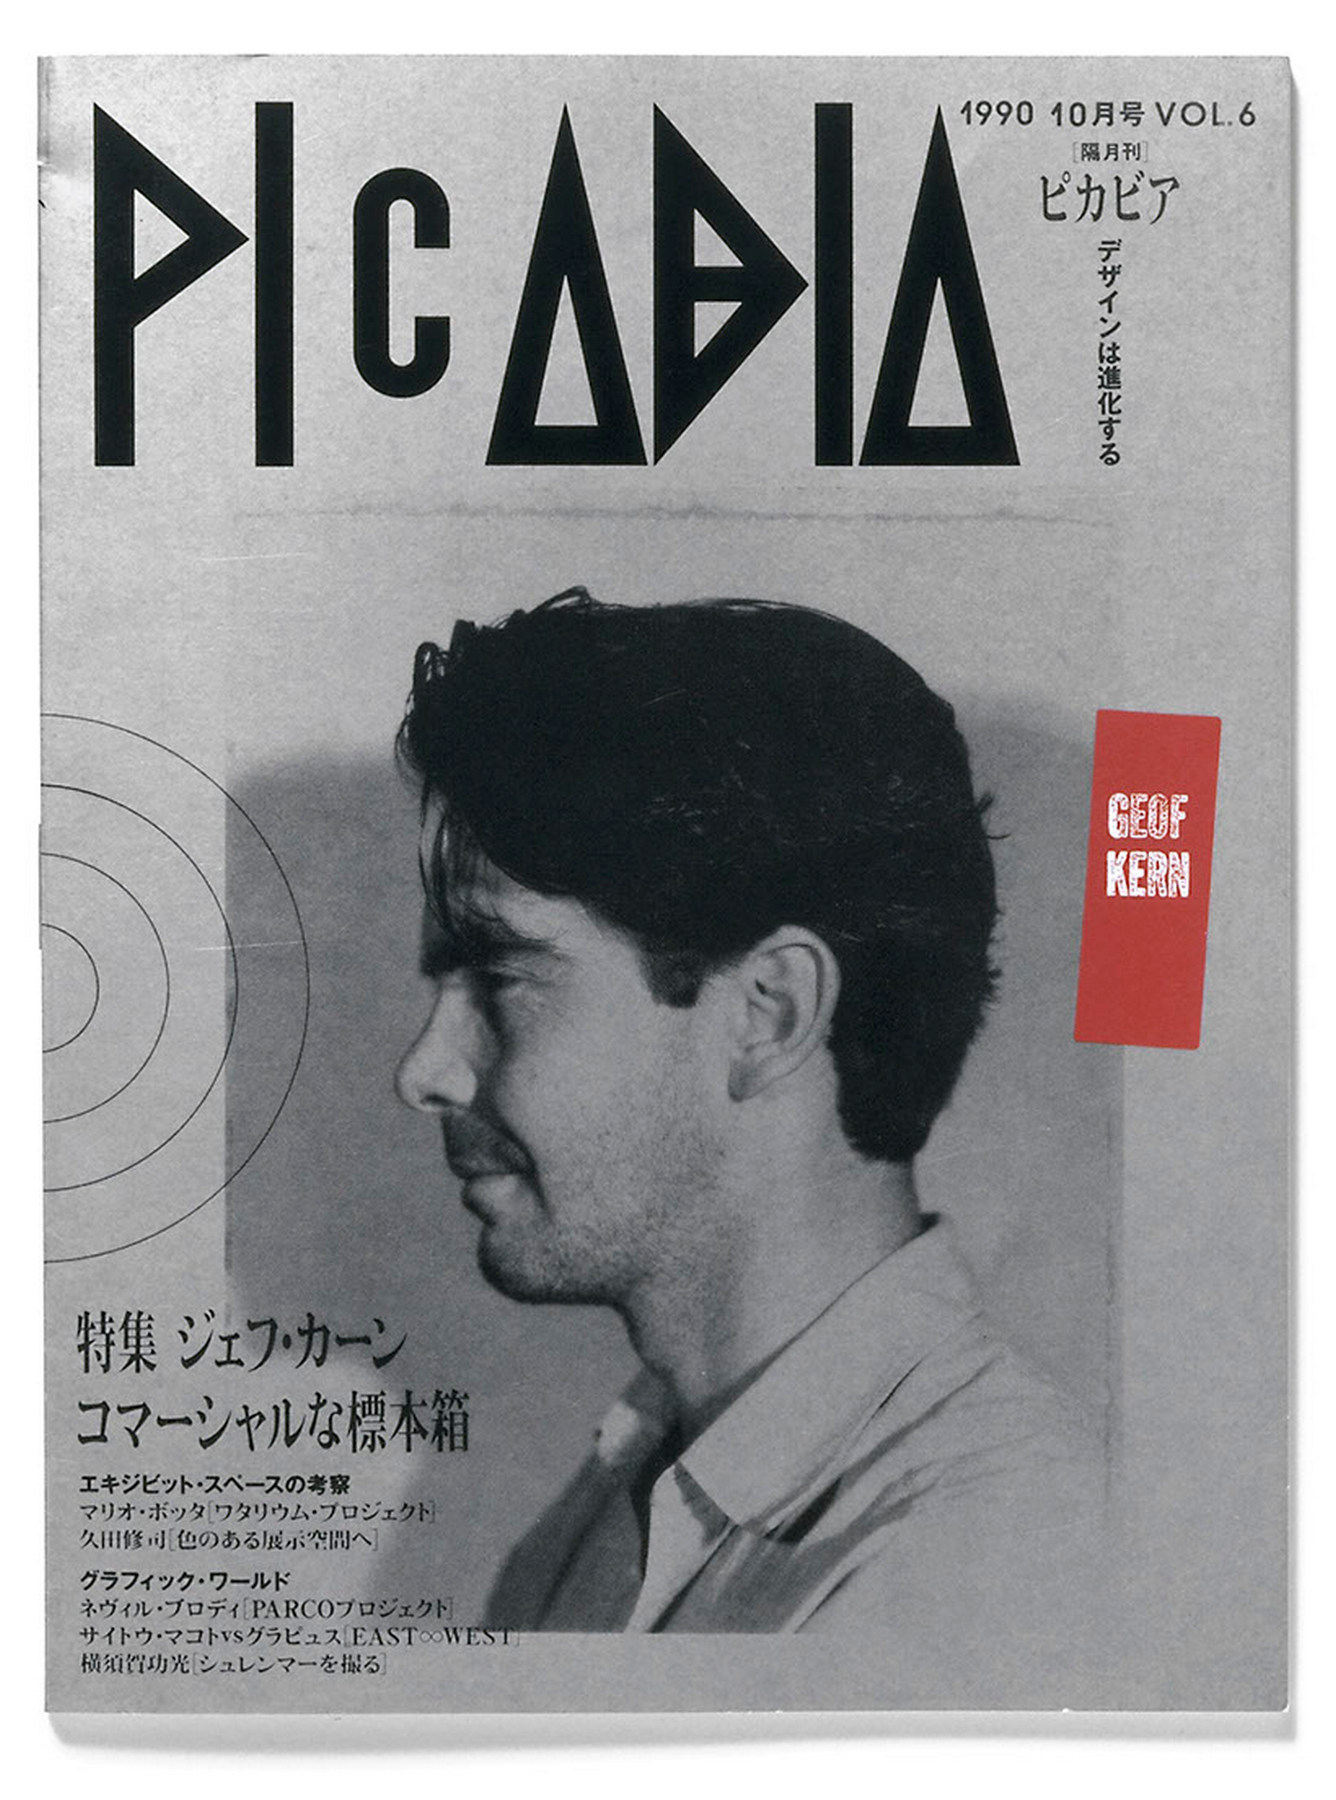 PICABIA
1990 10月号 VOL.6
[隔月刊]
ピカビア
デザインは進化する
GEOF
KERN
特集 ジェフ・カーン
コマーシャルな標本箱
エキジビット・スペースの考察
マリオ・ボッタ[ワタリウム・プロジェクト]
久田修司[色のある展示空間へ]
グラフィック・ワールド
ネヴィル・ブロディ[PARCOプロジェクト]
サイトウ・マコトvsグラピュス[EAST∞WEST]
横須賀功光[シュレンマーを撮る]